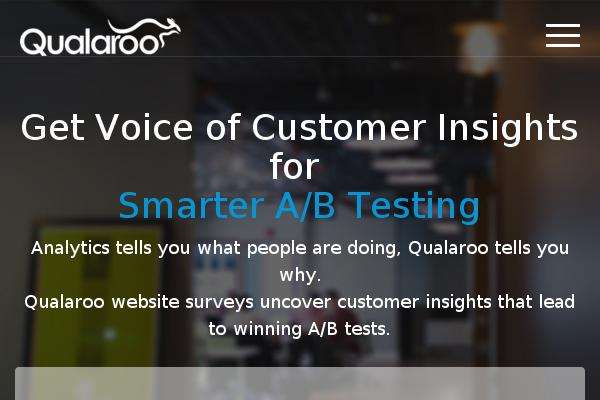 Qualaroo
Get Voice of Customer Insights
for
Smarter A/B Testing
Analytics tells you what people are doing, Qualaroo tells you
why.
Qualaroo website surveys uncover customer insights that lead
to winning A/B tests.